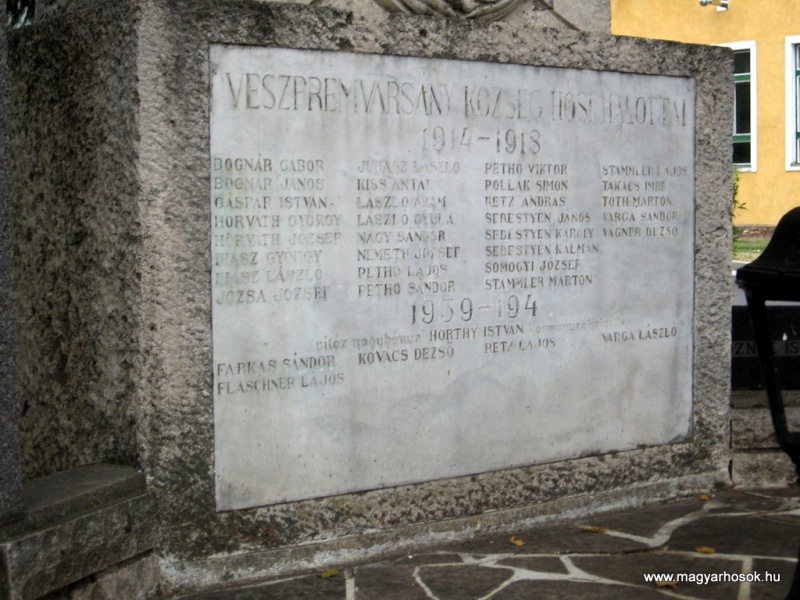 VESZPREMVARSANY KÖZSEG HŐSI HALOTTAI
1914-1918
BOGNÁR GÁBOR
BOGNÁR JÁNOS
GÁSPÁR ISTVÁN
HORVÁTH GYÖRGY
HORVÁTH JÓZSEF
IHÁSZ GYÖRGY
IHÁSZ LÁSZLÓ
JÓZSA JÓZSEF
JUHÁSZ LÁSZLÓ
KISS ANTAL
LÁSZLÓ ÁDÁM
LÁSZLÓ GYULA
NAGY SÁNDOR
NÉMETH JÓZSEF
PETHŐ LAJOS
PETHŐ SÁNDOR
PETHŐ VIKTOR
POLLÁK SIMON
RETZ ANDRÁS
SEBESTYÉN JÁNOS
SEBESTYÉN KÁROLY
SEBESTYÉN KÁLMÁN
SOMOGYI JÓZSEF
STAMMLER MÁRTON
STAMMLER LAJOS
TAKÁCS IMRE
TÓTH MÁRTON
VARGA SÁNDOR
VAGNER DEZSŐ
1939-194
vitéz nagybányai HORTHY ISTVÁN
FARKAS SÁNDOR
FLASCHNER LAJOS
KOVÁCS DEZSŐ
RETZ LAJOS
VARGA LÁSZLÓ
www.magyarhosok.hu